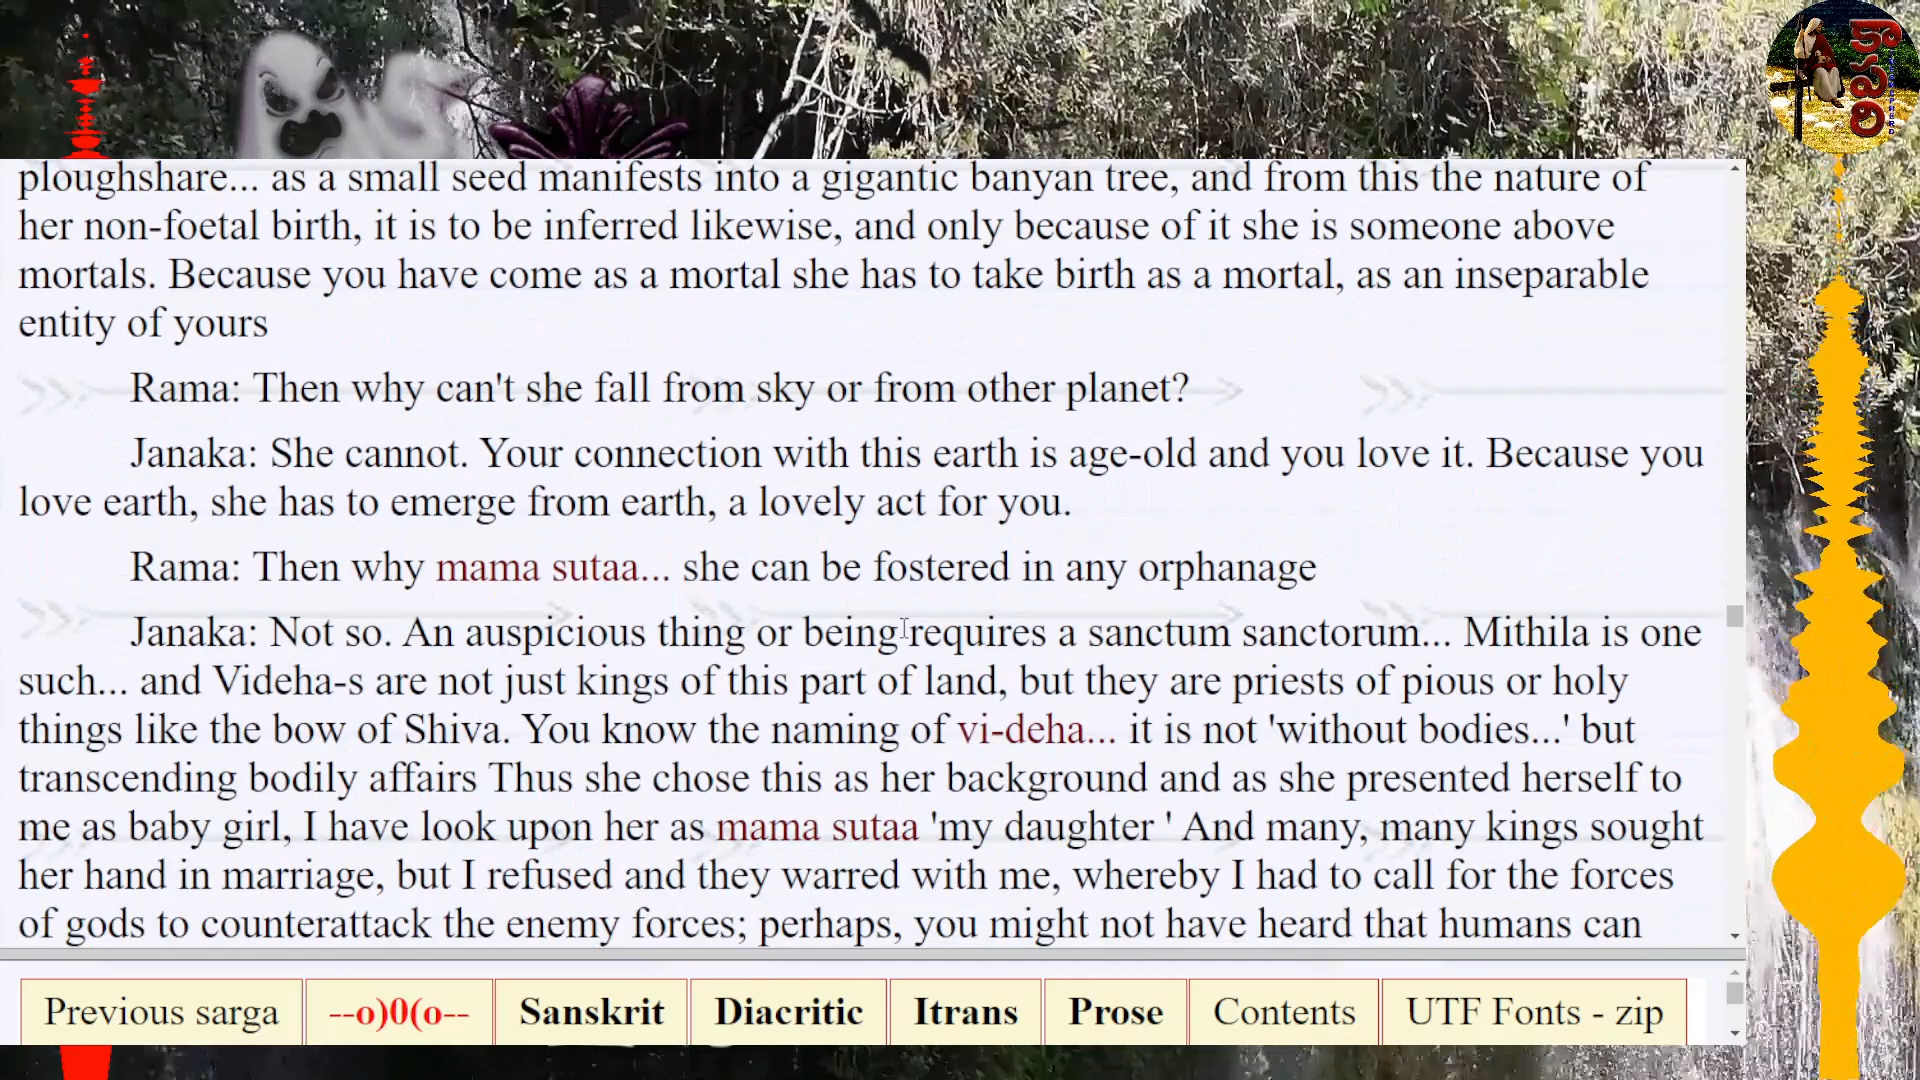 కాపరి
SHEPHERD
ploughshare... as a small seed manifests into a gigantic banyan tree, and from this the nature of
her non-foetal birth, it is to be inferred likewise, and only because of it she is someone above
mortals. Because you have come as a mortal she has to take birth as a mortal, as an inseparable
entity of yours
Rama: Then why can't she fall from sky or from other planet?
Janaka: She cannot. Your connection with this earth is age-old and you love it. Because you
love earth, she has to emerge from earth, a lovely act for you.
Rama: Then why mama sutaa... she can be fostered in any orphanage
Janaka: Not so. An auspicious thing or being requires a sanctum sanctorum... Mithila is one
such... and Videha-s are not just kings of this part of land, but they are priests of pious or holy
things like the bow of Shiva. You know the naming of vi-deha... it is not 'without bodies...' but
transcending bodily affairs Thus she chose this as her background and as she presented herself to
me as baby girl, I have look upon her as mama sutaa 'my daughter ' And many, many kings sought
her hand in marriage, but I refused and they warred with me, whereby I had to call for the forces
of gods to counterattack the enemy forces; perhaps, you might not have heard that humans can
Previous sarga --o)0(o-- Sanskrit Diacritic Itrans Prose Contents UTF Fonts - zip